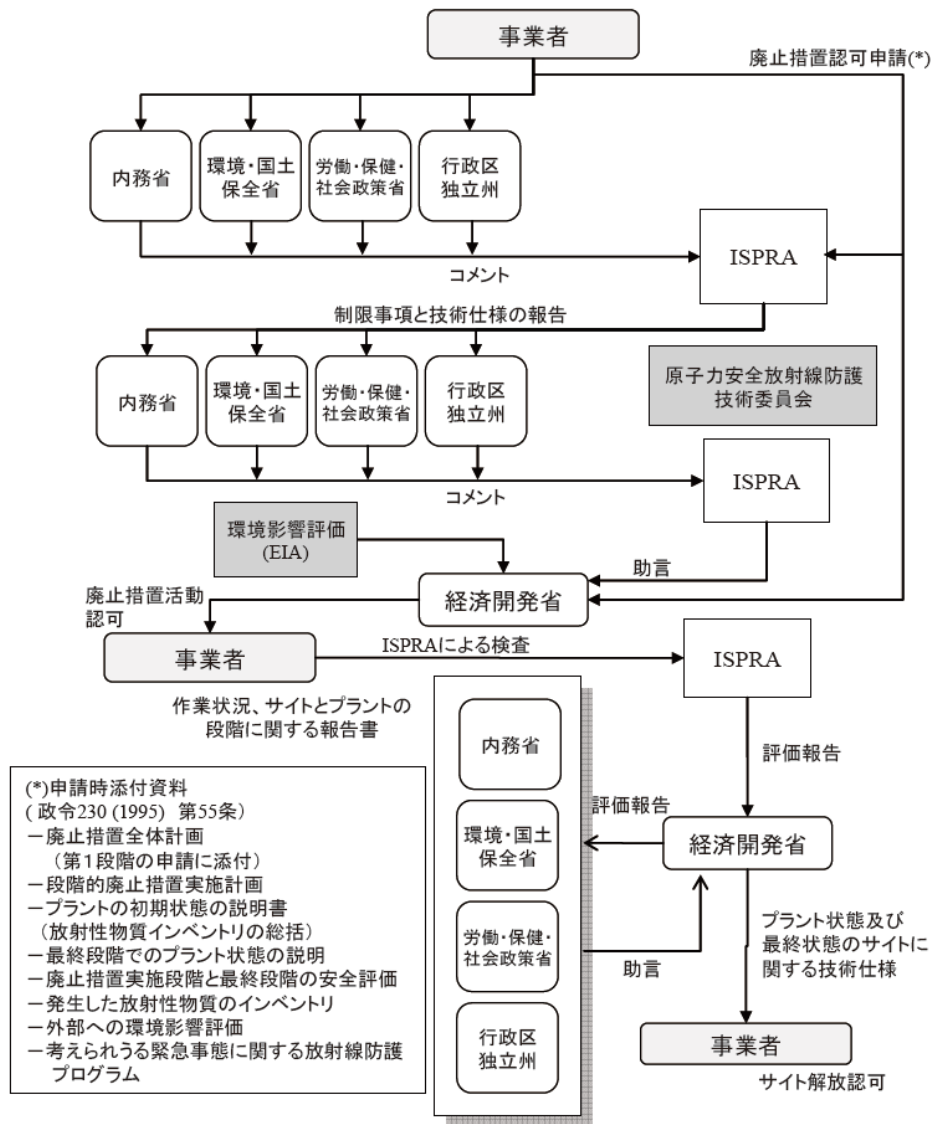 事業者
廃止措置認可申請(*)
内務省
環境・国土
保全省
労働・保健・
社会政策省
行政区
独立州
ISPRA
コメント
制限事項と技術仕様の報告
内務省
環境・国土
保全省
労働・保健・
社会政策省
行政区
独立州
原子力安全放射線防護
技術委員会
ISPRA
コメント
環境影響評価
(EIA)
助言
経済開発省
廃止措置活動
認可
事業者
ISPRAによる検査
ISPRA
作業状況、サイトとプラントの
段階に関する報告書
内務省
環境・国土
保全省
労働・保健・
社会政策省
行政区
独立州
評価報告
評価報告
経済開発省
助言
プラント状態及び
最終状態のサイトに
関する技術仕様
事業者
サイト解放認可
(*)申請時添付資料
( 政令230 (1995) 第55条)
－廃止措置全体計画
（第１段階の申請に添付）
－段階的廃止措置実施計画
－プラントの初期状態の説明書
（放射性物質インベントリの総括）
－最終段階でのプラント状態の説明
－廃止措置実施段階と最終段階の安全評価
－発生した放射性物質のインベントリ
－外部への環境影響評価
－考えられうる緊急事態に関する放射線防護
プログラム